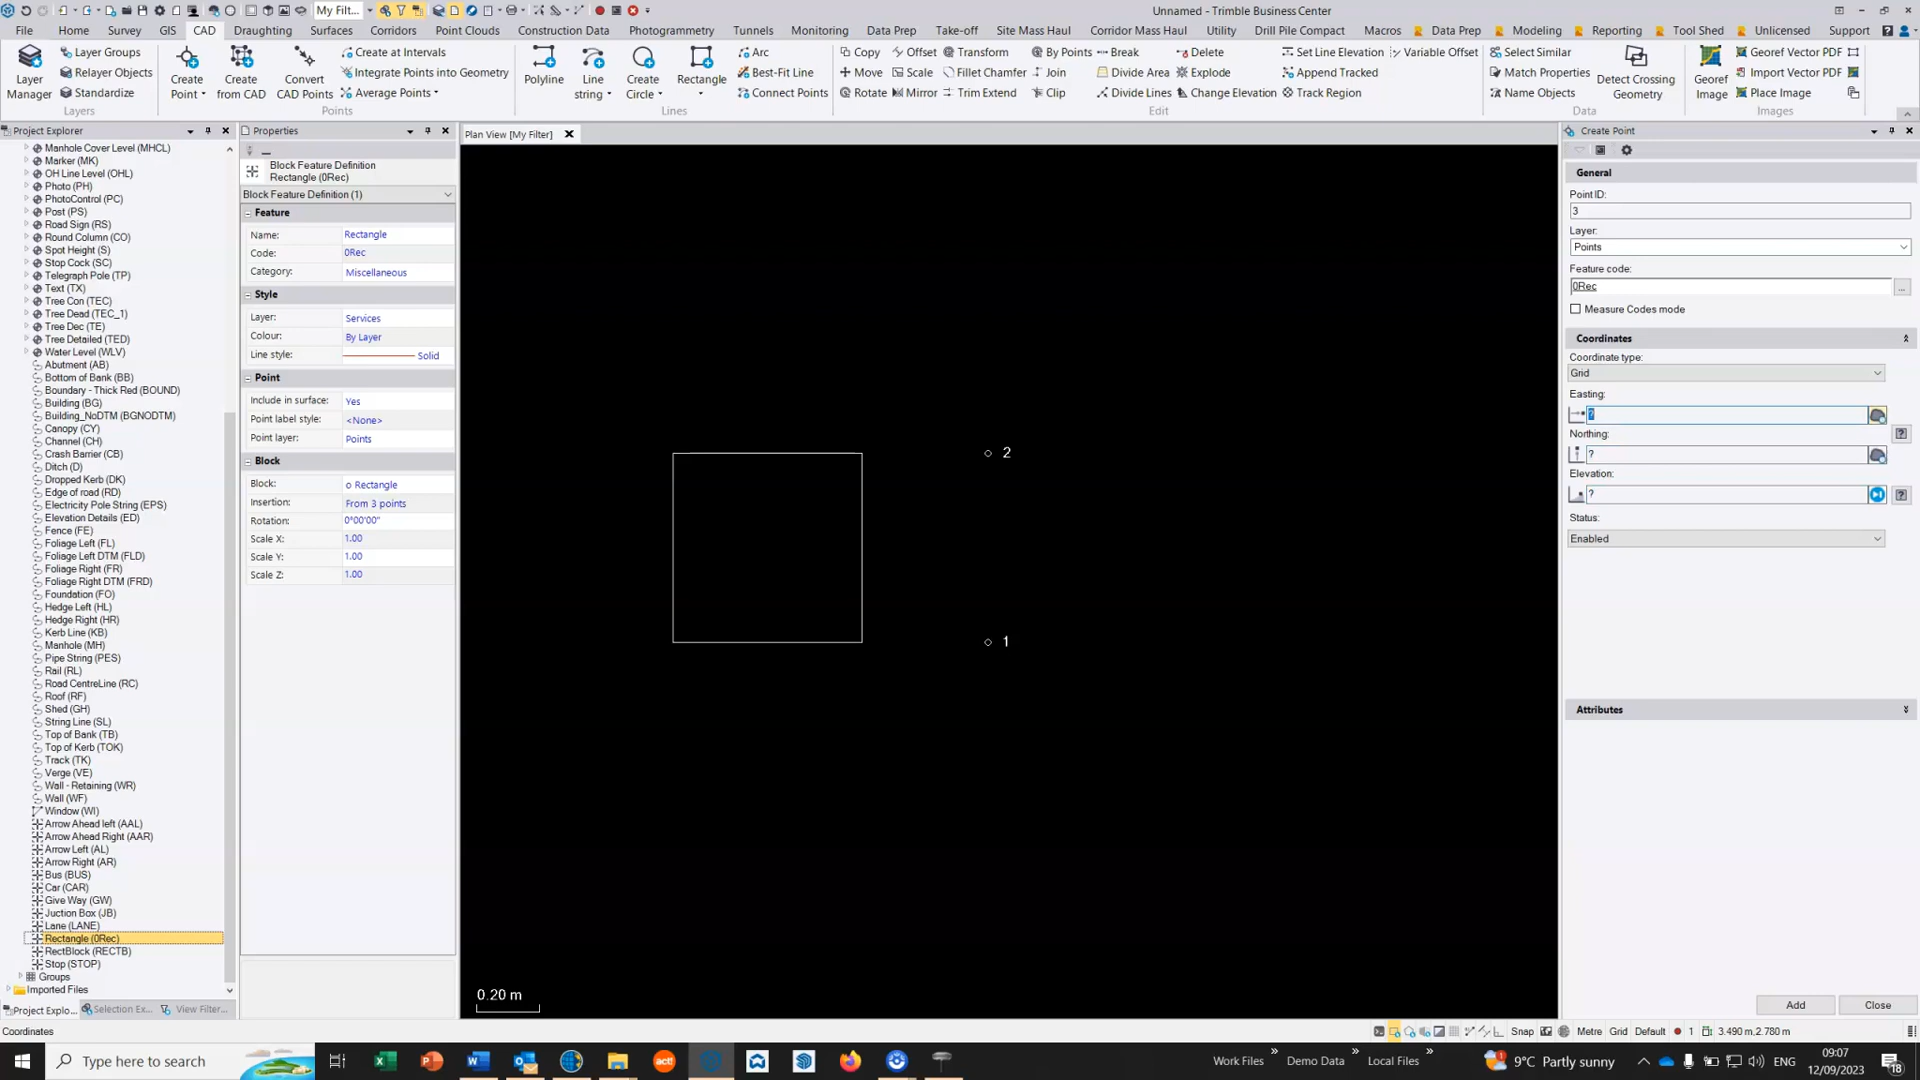 My Filt...
Unnamed - Trimble Business Center
File Home Survey GIS CAD Draughting Surfaces Corridors Point Clouds Construction Data Photogrammetry Tunnels Monitoring Data Prep Take-off Site Mass Haul Corridor Mass Haul Utility Drill Pile Compact Macros Data Prep Modeling Reporting Tool Shed Unlicensed Support
Layer Manager
Layer Groups
Relayer Objects
Standardize
Layers
Create Point
Create from CAD
Convert CAD Points
Create at Intervals
Integrate Points into Geometry
Average Points
Points
Polyline
Line string
Create Circle
Rectangle
Arc
Best-Fit Line
Connect Points
Lines
Copy Offset Transform By Points Break Delete Set Line Elevation Variable Offset
Move Scale Fillet Chamfer Join Divide Area Explode Append Tracked
Rotate Mirror Trim Extend Clip Divide Lines Change Elevation Track Region
Edit
Select Similar
Match Properties
Name Objects
Detect Crossing Geometry
Data
Georef Image
Georef Vector PDF
Import Vector PDF
Place Image
Images
Project Explorer
Manhole Cover Level (MHCL)
Marker (MK)
OH Line Level (OHL)
Photo (PH)
PhotoControl (PC)
Post (PS)
Road Sign (RS)
Round Column (CO)
Spot Height (S)
Stop Cock (SC)
Telegraph Pole (TP)
Text (TX)
Tree Con (TEC)
Tree Dead (TEC_1)
Tree Dec (TE)
Tree Detailed (TED)
Water Level (WLV)
Abutment (AB)
Bottom of Bank (BB)
Boundary - Thick Red (BOUND)
Building (BG)
Building_NoDTM (BGNODTM)
Canopy (CY)
Channel (CH)
Crash Barrier (CB)
Ditch (D)
Dropped Kerb (DK)
Edge of road (RD)
Electricity Pole String (EPS)
Elevation Details (ED)
Fence (FE)
Foliage Left (FL)
Foliage Left DTM (FLD)
Foliage Right (FR)
Foliage Right DTM (FRD)
Foundation (FO)
Hedge Left (HL)
Hedge Right (HR)
Kerb Line (KB)
Manhole (MH)
Pipe String (PES)
Rail (RL)
Road CentreLine (RC)
Roof (RF)
Shed (GH)
String Line (SL)
Top of Bank (TB)
Top of Kerb (TOK)
Track (TK)
Verge (VE)
Wall - Retaining (WR)
Wall (WF)
Window (WI)
Arrow Ahead left (AAL)
Arrow Ahead Right (AAR)
Arrow Left (AL)
Arrow Right (AR)
Bus (BUS)
Car (CAR)
Give Way (GW)
Juction Box (JB)
Lane (LANE)
Rectangle (0Rec)
RectBlock (RECTB)
Stop (STOP)
Groups
Imported Files
Project Explo... Selection Ex... View Filter...
Coordinates
Properties
Block Feature Definition
Rectangle (0Rec)
Block Feature Definition (1)
Feature
Name: Rectangle
Code: 0Rec
Category: Miscellaneous
Style
Layer: Services
Colour: By Layer
Line style: Solid
Point
Include in surface: Yes
Point label style: <None>
Point layer: Points
Block
Block: o Rectangle
Insertion: From 3 points
Rotation: 0°00'00"
Scale X: 1.00
Scale Y: 1.00
Scale Z: 1.00
Plan View [My Filter]
2
1
0.20 m
Create Point
General
Point ID:
3
Layer:
Points
Feature code:
0Rec
...
Measure Codes mode
Coordinates
Coordinate type:
Grid
Easting:
?
Northing:
?
Elevation:
?
Status:
Enabled
Attributes
Add Close
Snap Metre Grid Default 1 3.490 m,2.780 m
Type here to search
Work Files Demo Data Local Files
9°C Partly sunny
ENG
09:07
12/09/2023
18